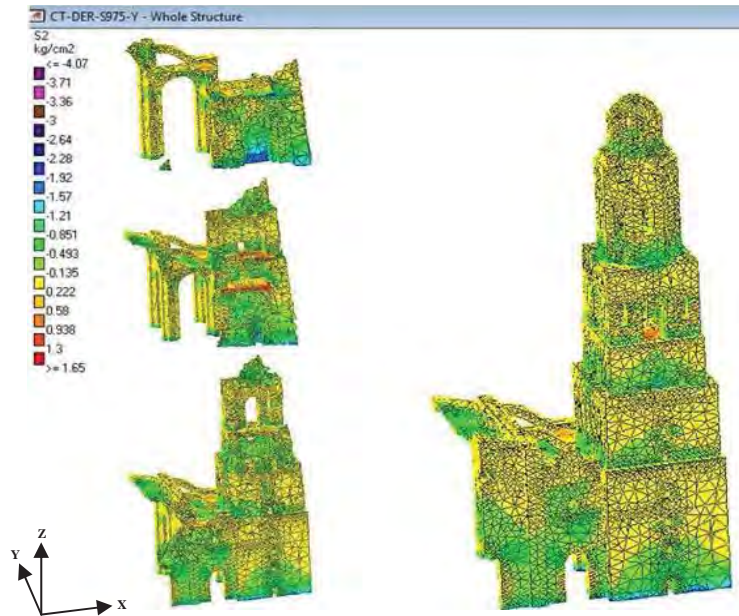 CT-DER-S975-Y - Whole Structure
S2
kg/cm2
<= -4.07
-3.71
-3.36
-3
-2.64
-2.28
-1.92
-1.57
-1.21
-0.851
-0.493
-0.135
0.222
0.58
0.938
1.3
>= 1.65
Z
Y
X